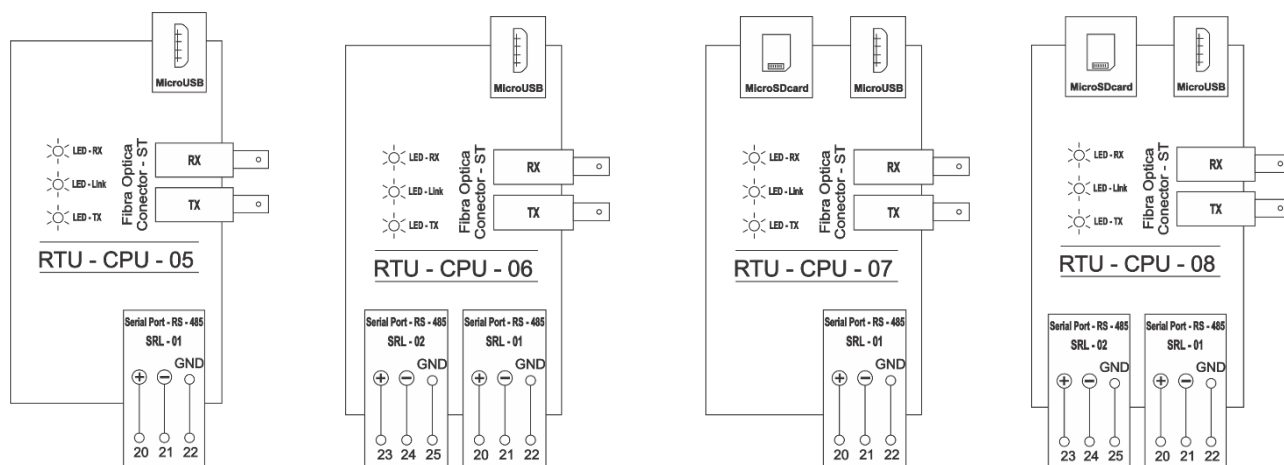 MicroUSB
LED - RX
LED - Link
LED - TX
Fibra Optica
Conector - ST
RX
TX
RTU - CPU - 05
Serial Port - RS - 485
SRL - 01
GND
20 21 22
MicroUSB
LED - RX
LED - Link
LED - TX
Fibra Optica
Conector - ST
RX
TX
RTU - CPU - 06
Serial Port - RS - 485
SRL - 02
GND
23 24 25
Serial Port - RS - 485
SRL - 01
GND
20 21 22
MicroSDcard
MicroUSB
LED - RX
LED - Link
LED - TX
Fibra Optica
Conector - ST
RX
TX
RTU - CPU - 07
Serial Port - RS - 485
SRL - 01
GND
20 21 22
MicroSDcard
MicroUSB
LED - RX
LED - Link
LED - TX
Fibra Optica
Conector - ST
RX
TX
RTU - CPU - 08
Serial Port - RS - 485
SRL - 02
GND
23 24 25
Serial Port - RS - 485
SRL - 01
GND
20 21 22